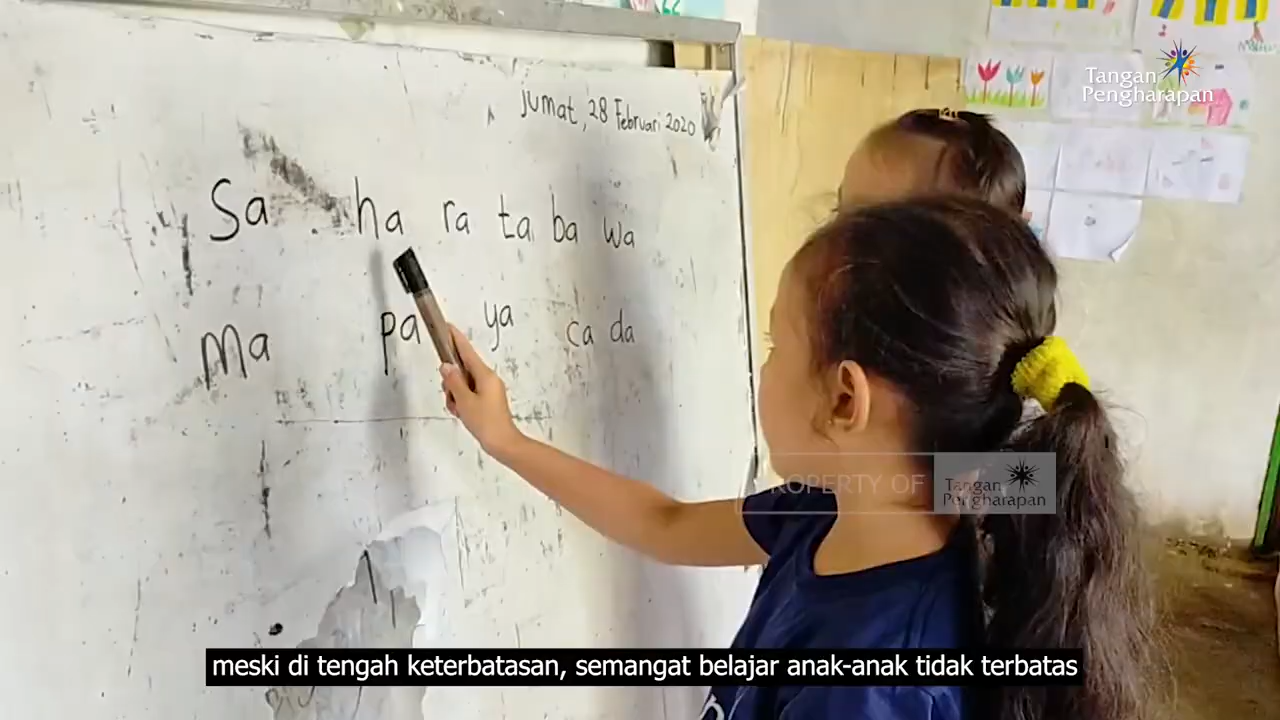 Jumat, 28 Februari 2020
Tangan
Pengharapan
Sa ha ra ta ba wa
Ma pa ya ca da
PROPERTY OF Tangan Pengharapan
meski di tengah keterbatasan, semangat belajar anak-anak tidak terbatas